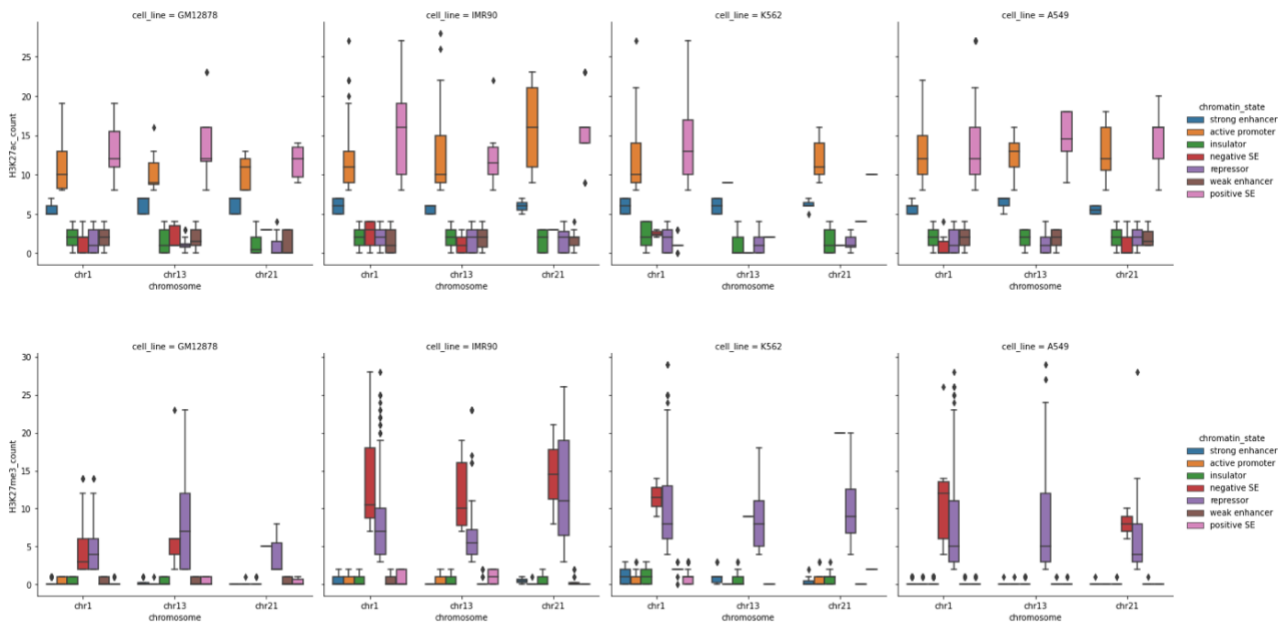 cell_line = GM12878
cell_line = IMR90
cell_line = K562
cell_line = A549
H3K27ac_count
25
20
15
10
5
0
chr1
chr13
chr21
chromosome
chr1
chr13
chr21
chromosome
chr1
chr13
chr21
chromosome
chr1
chr13
chr21
chromosome
chromatin_state
strong enhancer
active promoter
insulator
negative SE
repressor
weak enhancer
positive SE
cell_line = GM12878
cell_line = IMR90
cell_line = K562
cell_line = A549
H3K27me3_count
30
25
20
15
10
5
0
chr1
chr13
chr21
chromosome
chr1
chr13
chr21
chromosome
chr1
chr13
chr21
chromosome
chr1
chr13
chr21
chromosome
chromatin_state
strong enhancer
active promoter
insulator
negative SE
repressor
weak enhancer
positive SE